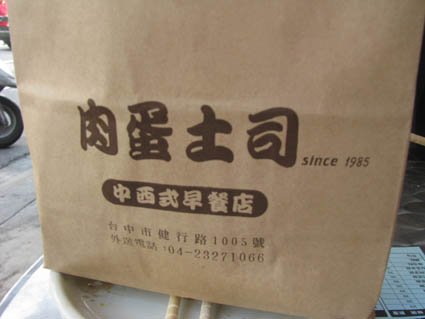 肉蛋土司
since 1985
中西式早餐店
台中市健行路1005號
外送電話:04-23271066